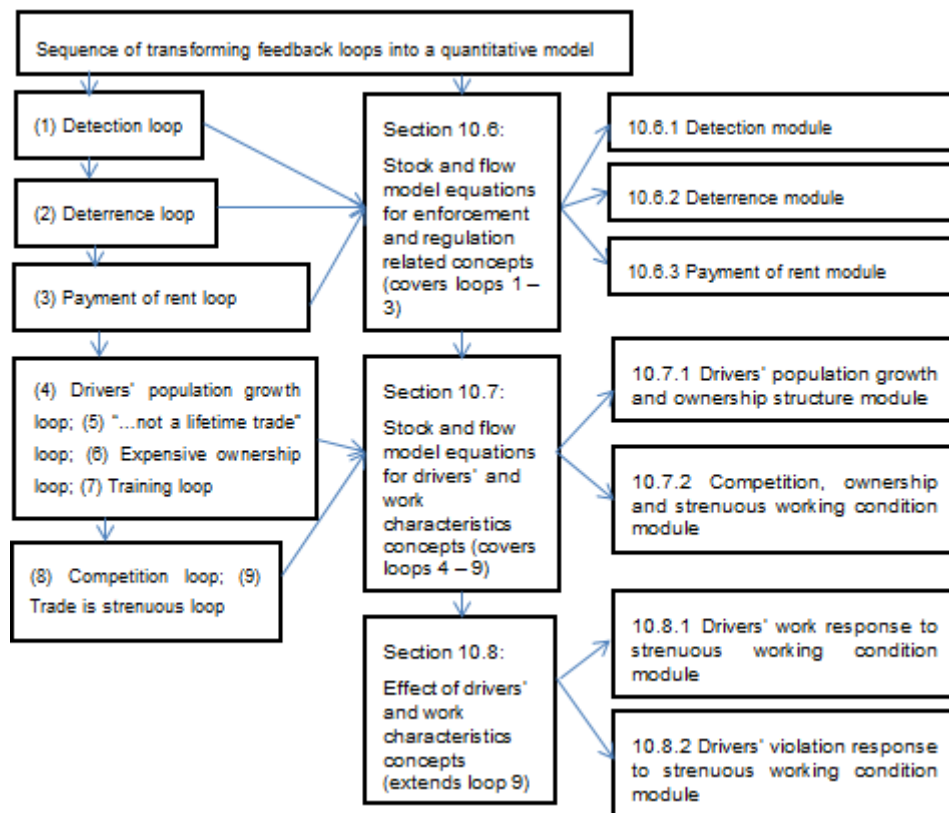 Sequence of transforming feedback loops into a quantitative model
(1) Detection loop
(2) Deterrence loop
(3) Payment of rent loop
(4) Drivers' population growth
loop; (5) "...not a lifetime trade"
loop; (6) Expensive ownership
loop; (7) Training loop
(8) Competition loop; (9)
Trade is strenuous loop
Section 10.6:
Stock and flow
model equations
for enforcement
and regulation
related concepts
(covers loops 1 –
3)
Section 10.7:
Stock and flow
model equations
for drivers' and
work
characteristics
concepts (covers
loops 4 – 9)
Section 10.8:
Effect of drivers'
and work
characteristics
concepts
(extends loop 9)
10.6.1 Detection module
10.6.2 Deterrence module
10.6.3 Payment of rent module
10.7.1 Drivers' population growth
and ownership structure module
10.7.2 Competition, ownership
and strenuous working condition
module
10.8.1 Drivers' work response to
strenuous working condition
module
10.8.2 Drivers' violation response
to strenuous working condition
module